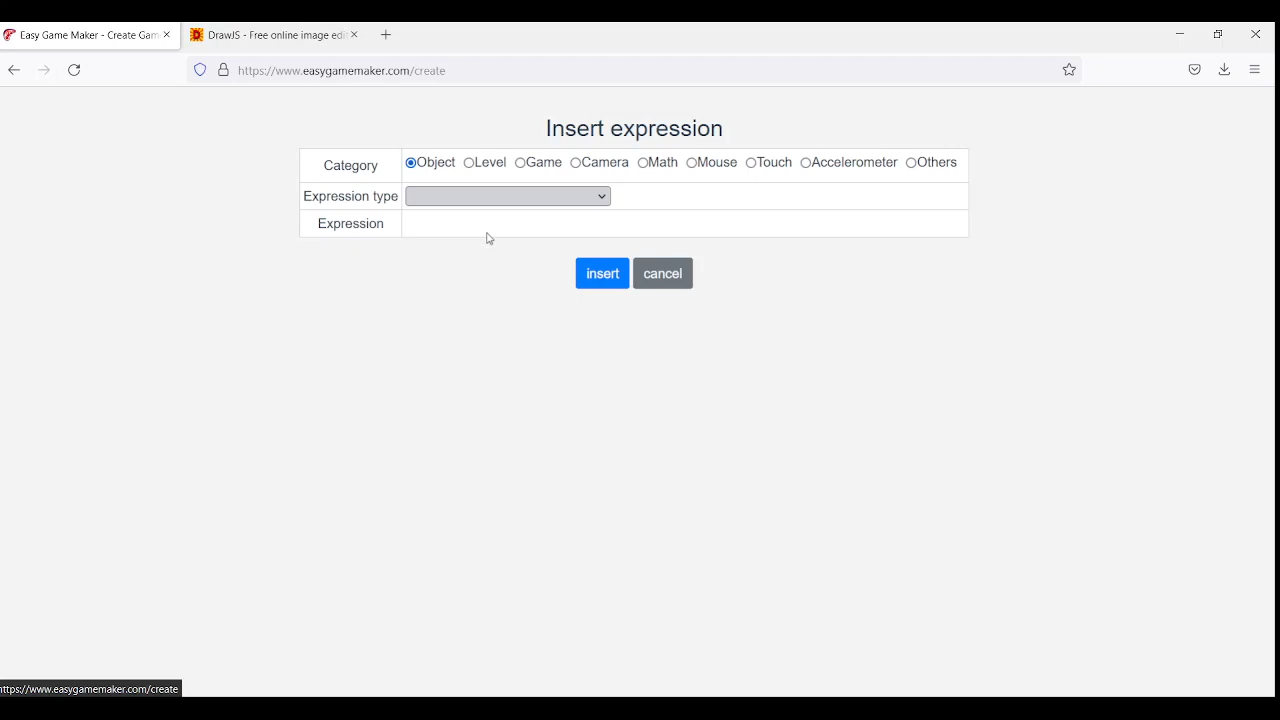 Easy Game Maker - Create Gam
DrawJS - Free online image edit
https://www.easygamemaker.com/create
Insert expression
Category Object Level Game Camera Math Mouse Touch Accelerometer Others
Expression type
Expression
insert cancel
https://www.easygamemaker.com/create